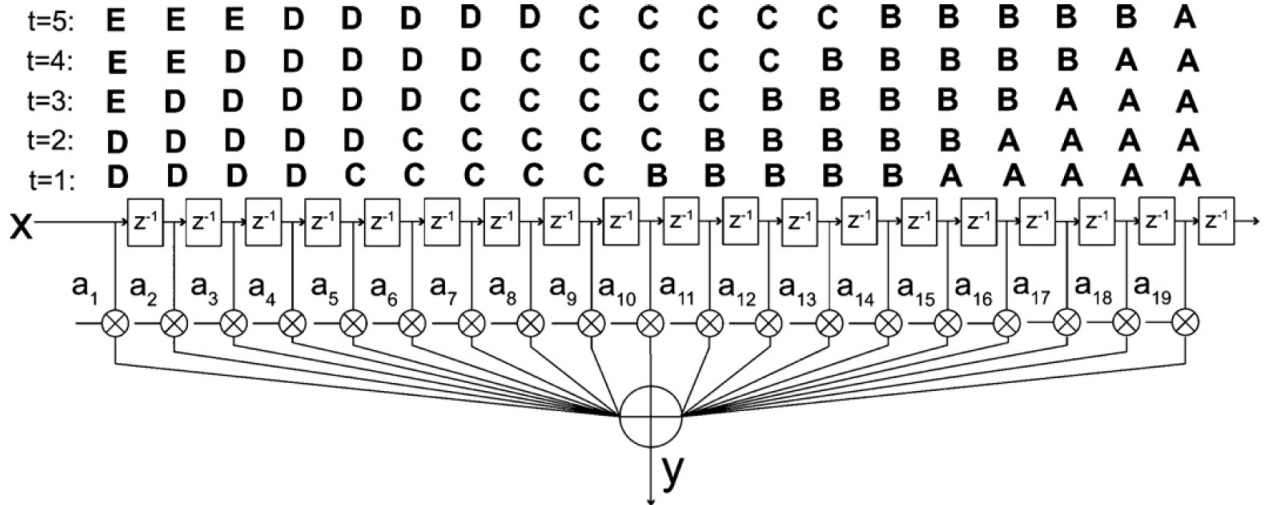 t=5: E E E D D D D D C C C C C B B B B B A
t=4: E E D D D D D C C C C C B B B B B A A
t=3: E D D D D D C C C C C B B B B B A A A
t=2: D D D D D C C C C C B B B B B A A A A
t=1: D D D D C C C C C B B B B B A A A A A
x z⁻¹ z⁻¹ z⁻¹ z⁻¹ z⁻¹ z⁻¹ z⁻¹ z⁻¹ z⁻¹ z⁻¹ z⁻¹ z⁻¹ z⁻¹ z⁻¹ z⁻¹ z⁻¹ z⁻¹ z⁻¹ z⁻¹
a₁ a₂ a₃ a₄ a₅ a₆ a₇ a₈ a₉ a₁₀ a₁₁ a₁₂ a₁₃ a₁₄ a₁₅ a₁₆ a₁₇ a₁₈ a₁₉
y